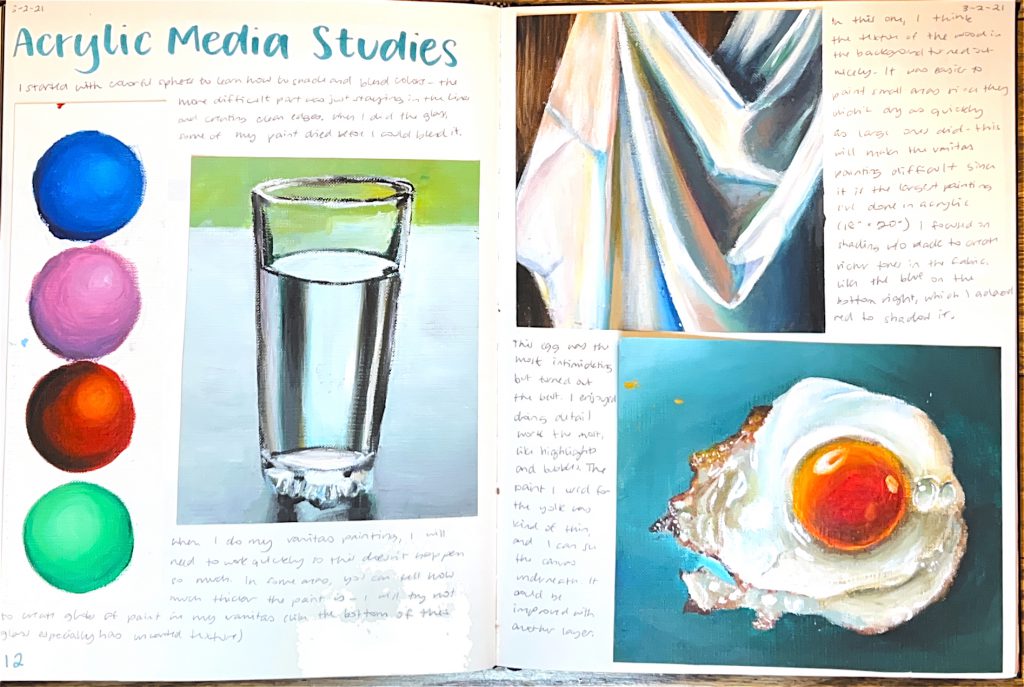 3-2-21
Acrylic Media Studies
I started with colorful spheres to learn how to shade and blend colors - the
more difficult part was just staying in the lines
and creating clean edges. When I did the glass,
some of my paint dried before I could blend it.
When I do my vanitas painting, I will
need to work quickly so this doesn't happen
so much. In some areas, you can tell how
much thicker the paint is - I will try not
to create globs of paint in my vanitas (like the bottom of the
glass especially has unwanted texture)
12
3-2-21
In this one, I think
the texture of the wood in
the background turned out
nicely. It was easier to
paint small areas since they
didn't dry as quickly
as large ones did - this
will make the vanitas
painting difficult since
it is the largest painting
I've done in acrylic
(16" × 20") I focused on
shading w/o black to create
richer tones in the fabric.
Like the blue on the
bottom right, which I added
red to shade it.
This egg was the
most intimidating
but turned out
the best. I enjoyed
doing detail
work the most,
like highlights
and bubbles. The
paint I used for
the yolk was
kind of thin,
and I can see
the canvas
underneath. It
could be
improved with
another layer.